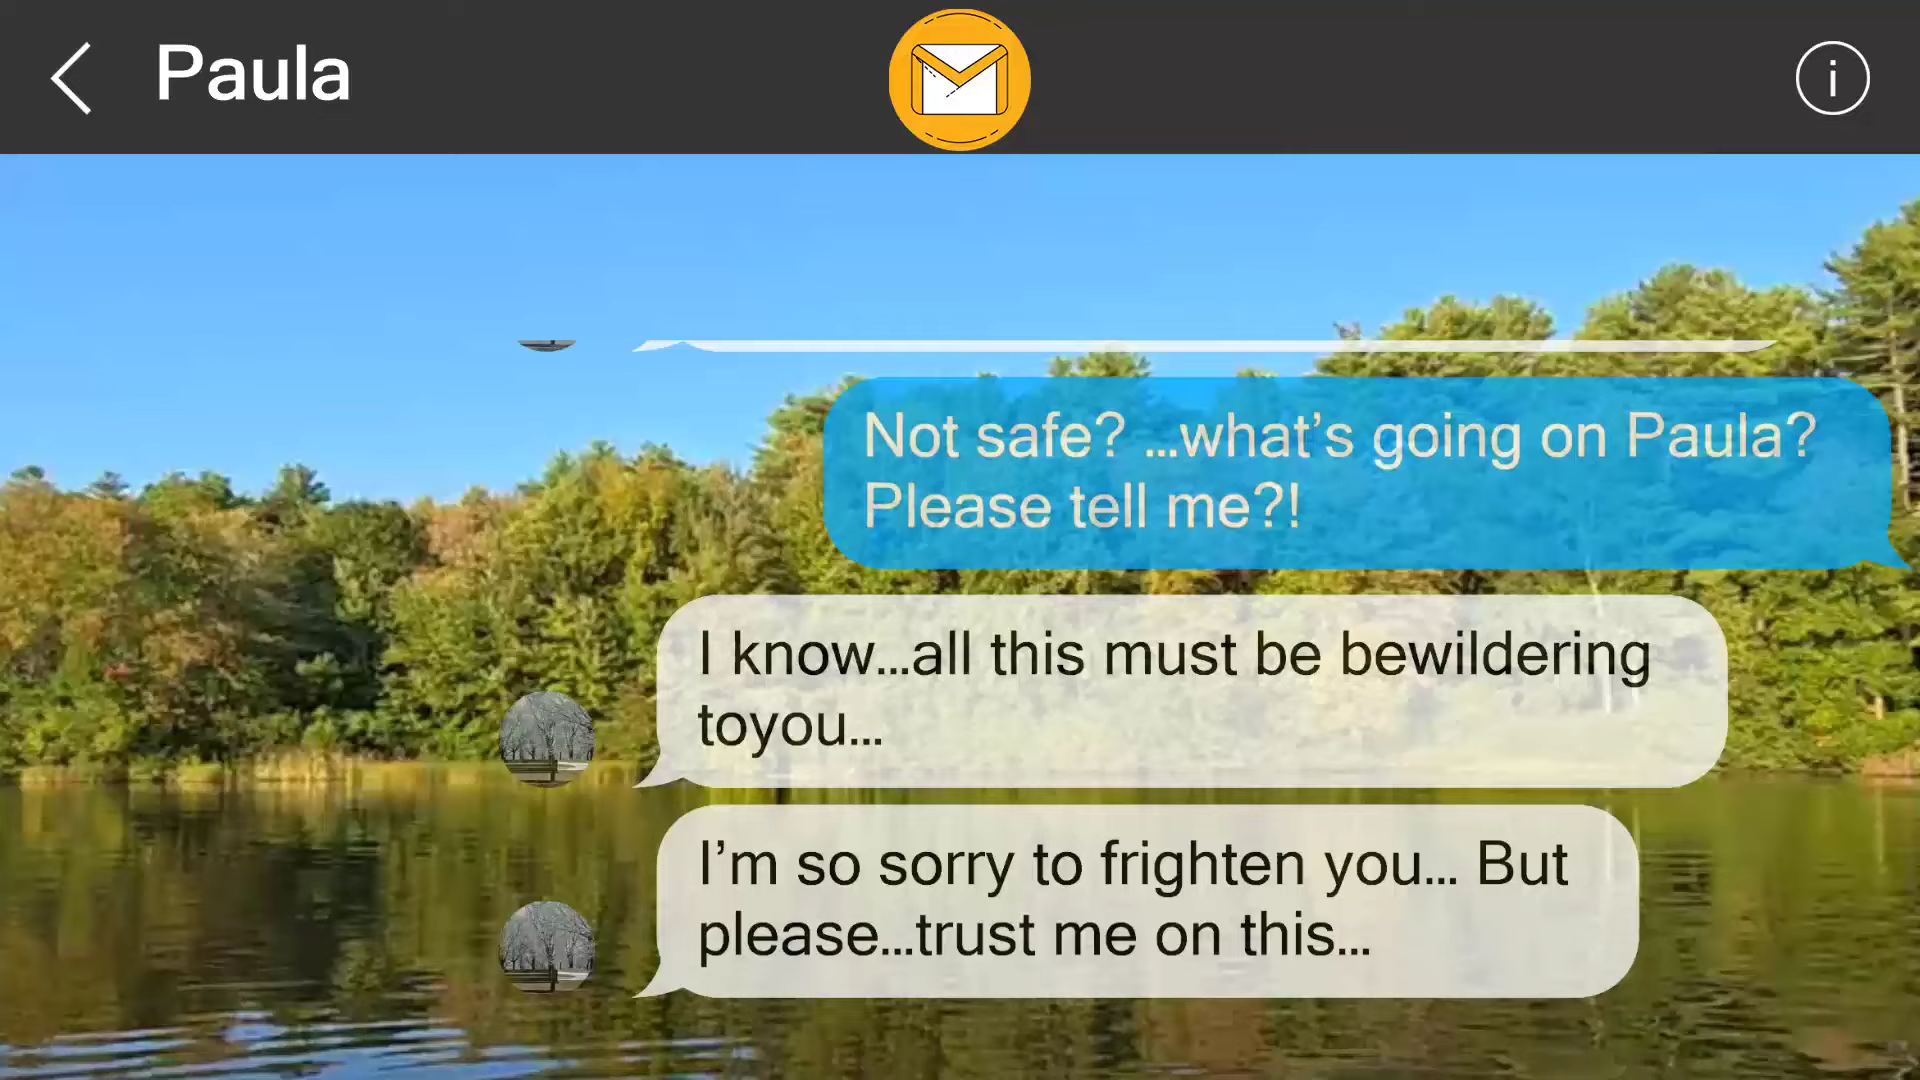 Paula
Not safe? ...what’s going on Paula?
Please tell me?!
I know...all this must be bewildering
toyou...
I’m so sorry to frighten you... But
please...trust me on this...